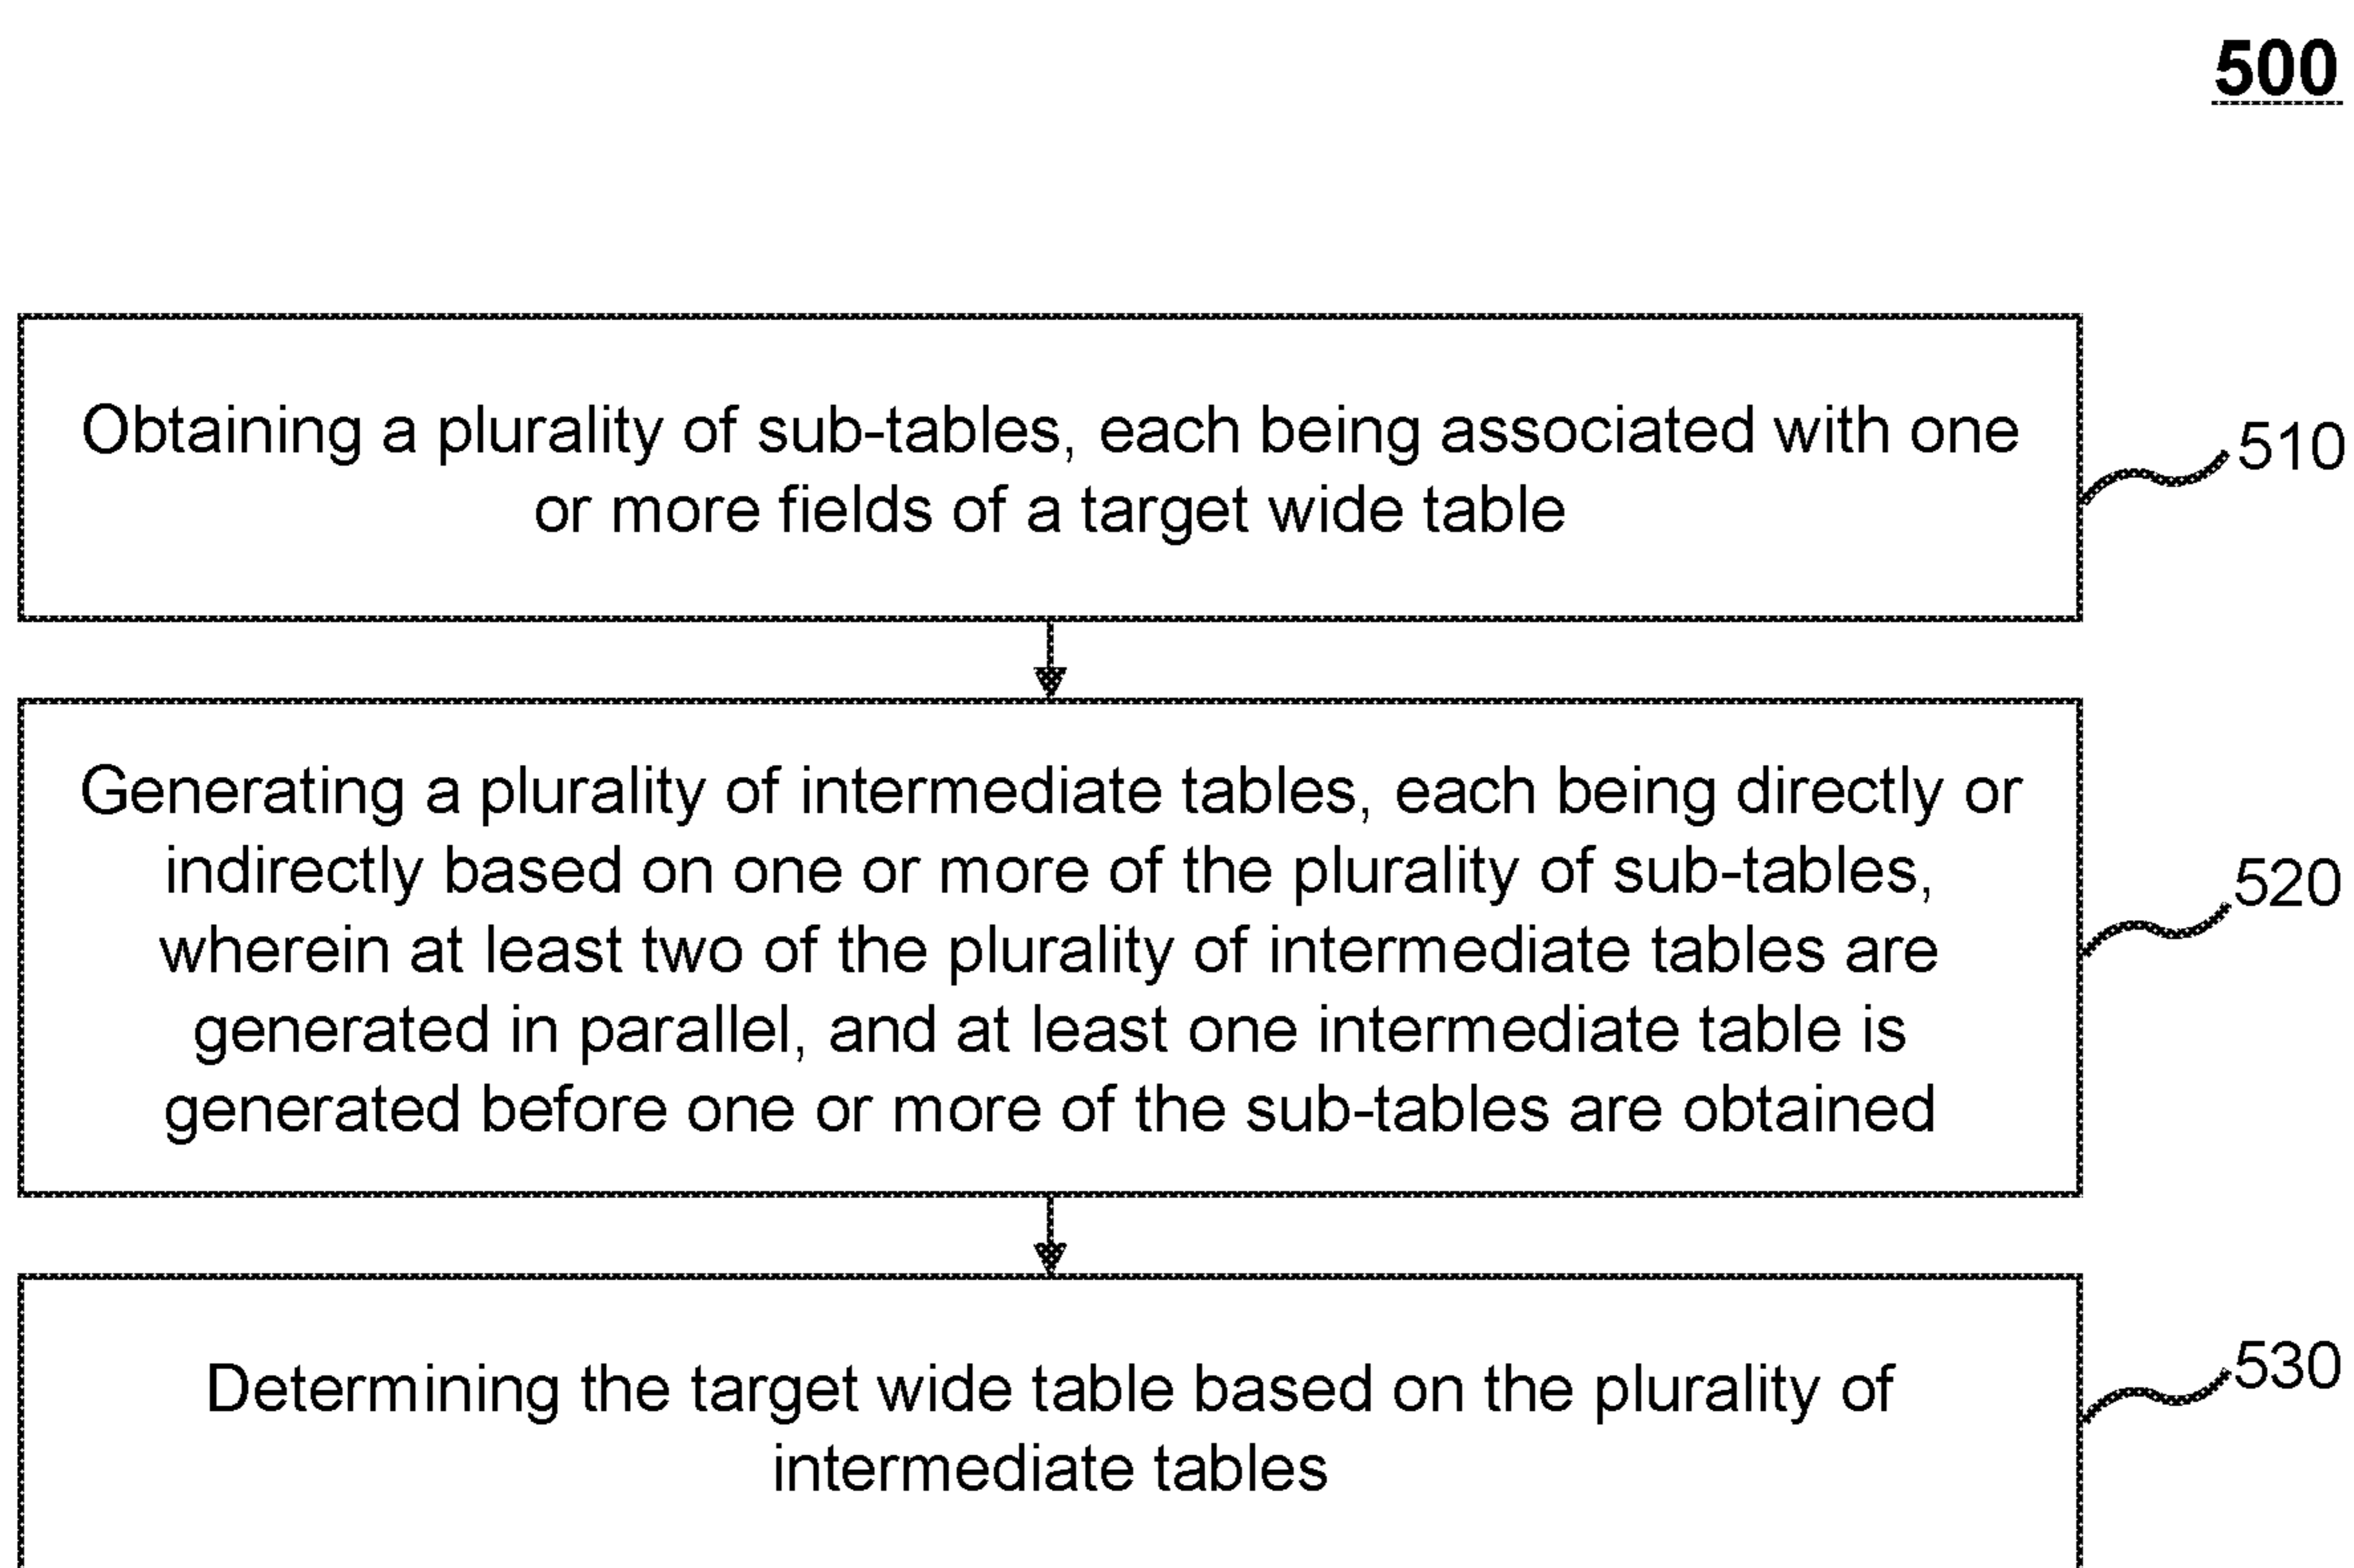 500
Obtaining a plurality of sub-tables, each being associated with one
or more fields of a target wide table
510
Generating a plurality of intermediate tables, each being directly or
indirectly based on one or more of the plurality of sub-tables,
wherein at least two of the plurality of intermediate tables are
generated in parallel, and at least one intermediate table is
generated before one or more of the sub-tables are obtained
520
Determining the target wide table based on the plurality of
intermediate tables
530